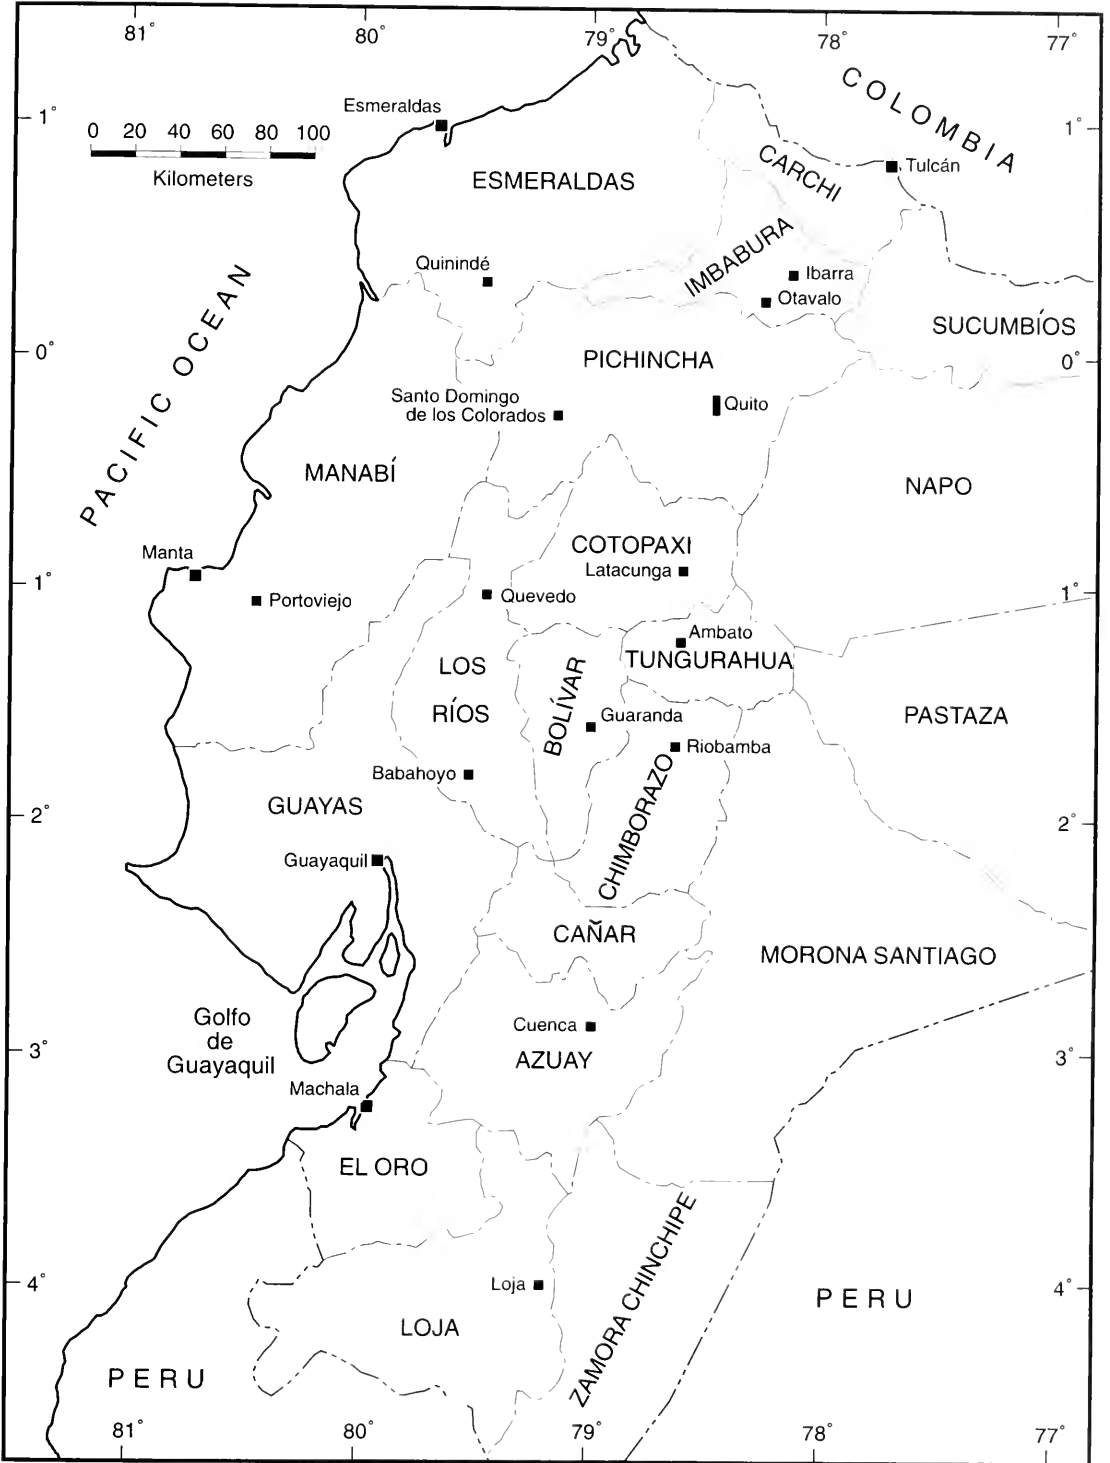 81°
80°
79°
78°
77°
COLOMBIA
Esmeraldas
1°
1°
0 20 40 60 80 100
Kilometers
CARCHI
Tulcán
ESMERALDAS
IMBABURA
Quinindé
Ibarra
Otavalo
PACIFIC OCEAN
SUCUMBÍOS
0°
PICHINCHA
0°
Santo Domingo
de los Colorados
Quito
MANABÍ
NAPO
COTOPAXI
Manta
Latacunga
1°
Portoviejo
Quevedo
1°
Ambato
LOS
RÍOS
BOLÍVAR
TUNGURAHUA
Guaranda
PASTAZA
Riobamba
Babahoyo
GUAYAS
CHIMBORAZO
2°
2°
Guayaquil
CAÑAR
MORONA SANTIAGO
Golfo
de
Guayaquil
Cuenca
AZUAY
3°
3°
Machala
EL ORO
ZAMORA CHINCHIPE
4°
Loja
4°
PERU
LOJA
PERU
81°
80°
79°
78°
77°